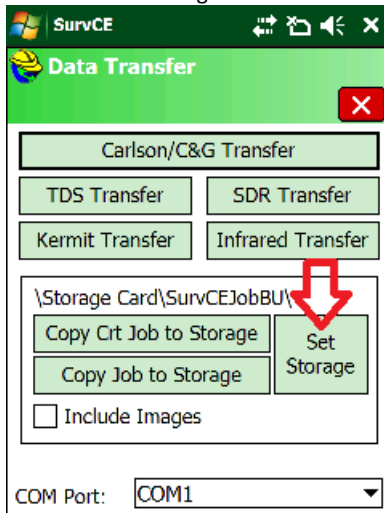 SurvCE
Data Transfer
Carlson/C&G Transfer
TDS Transfer
SDR Transfer
Kermit Transfer
Infrared Transfer
\Storage Card\SurvCEJobBU\
Copy Crt Job to Storage
Set Storage
Copy Job to Storage
Include Images
COM Port: COM1